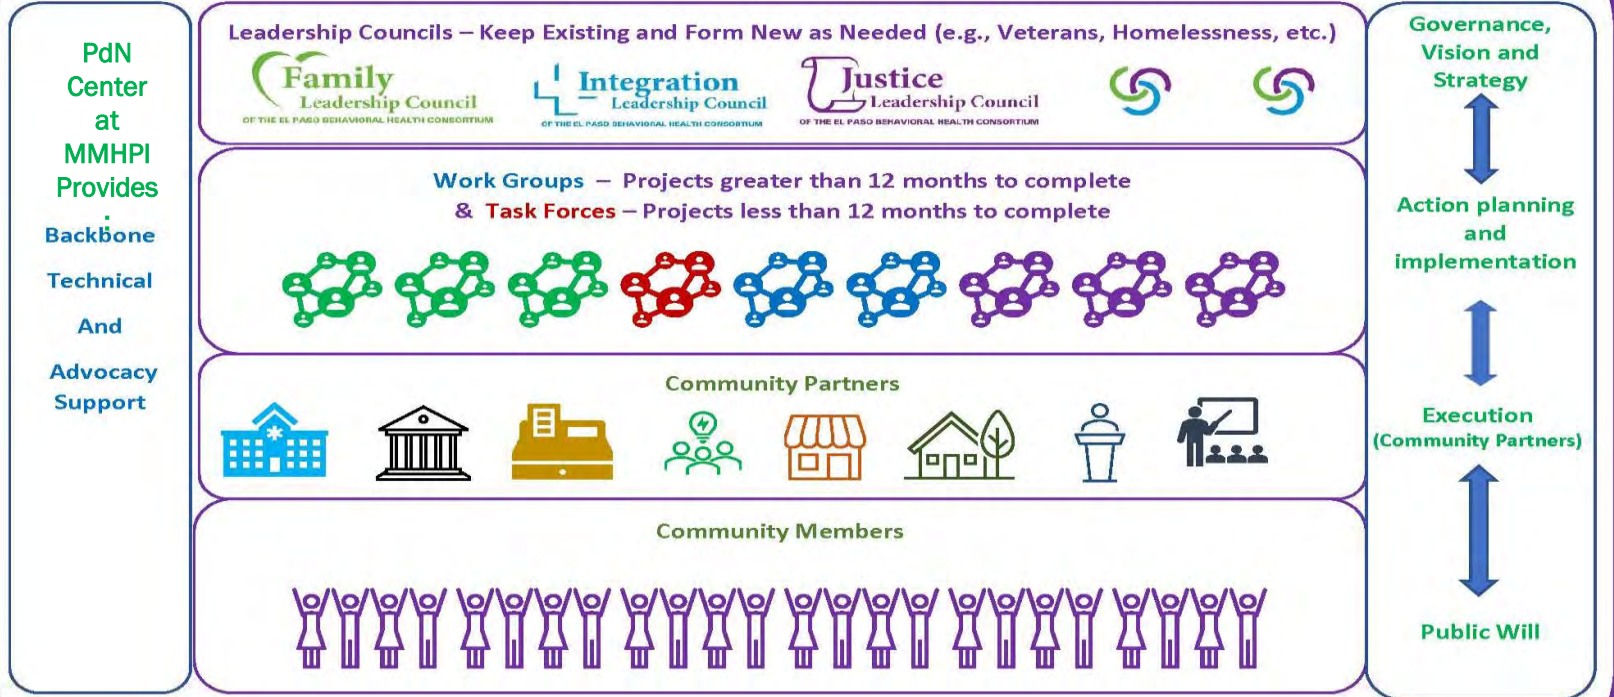 PdN
Center
at
MMHPI
Provides
:
Backbone
Technical
And
Advocacy
Support
Leadership Councils – Keep Existing and Form New as Needed (e.g., Veterans, Homelessness, etc.)
Family
Leadership Council
OF THE EL PASO BEHAVIORAL HEALTH CONSORTIUM
Integration
Leadership Council
OF THE EL PASO BEHAVIORAL HEALTH CONSORTIUM
Justice
Leadership Council
OF THE EL PASO BEHAVIORAL HEALTH CONSORTIUM
Work Groups – Projects greater than 12 months to complete
& Task Forces – Projects less than 12 months to complete
Community Partners
Community Members
Governance,
Vision and
Strategy
Action planning
and
implementation
Execution
(Community Partners)
Public Will